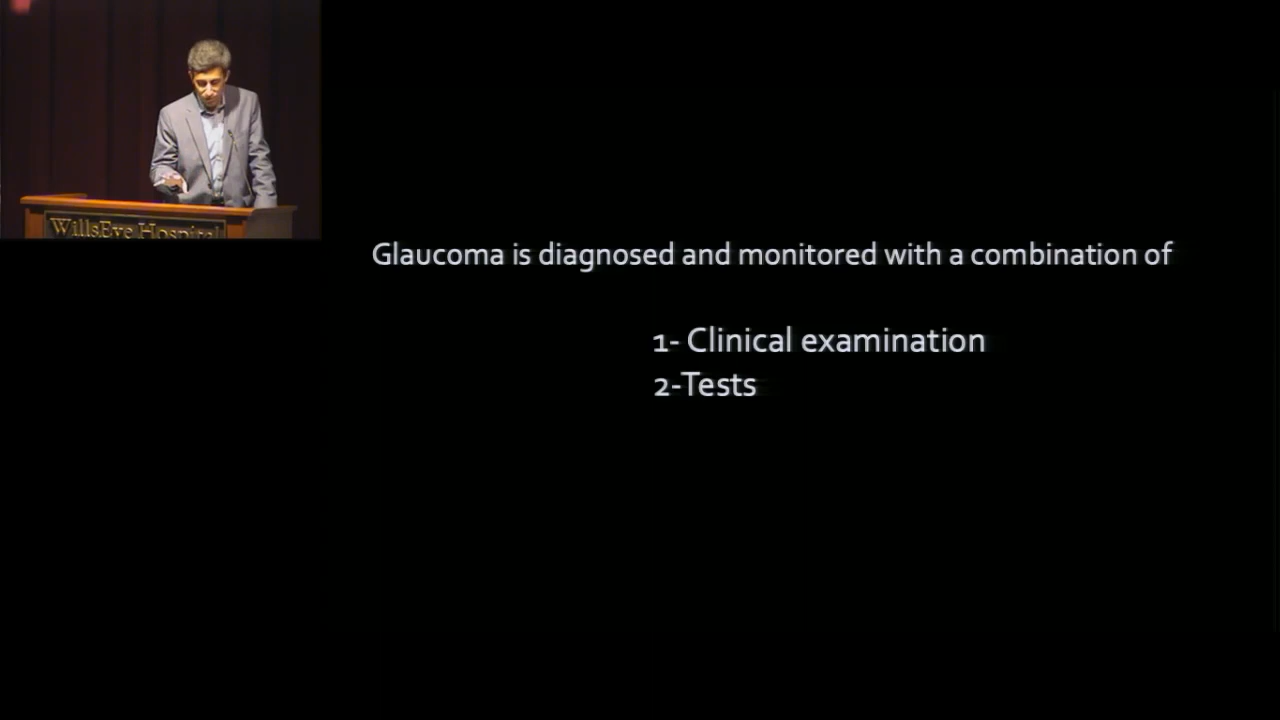 WillsEye Hospital
Glaucoma is diagnosed and monitored with a combination of
1- Clinical examination
2-Tests